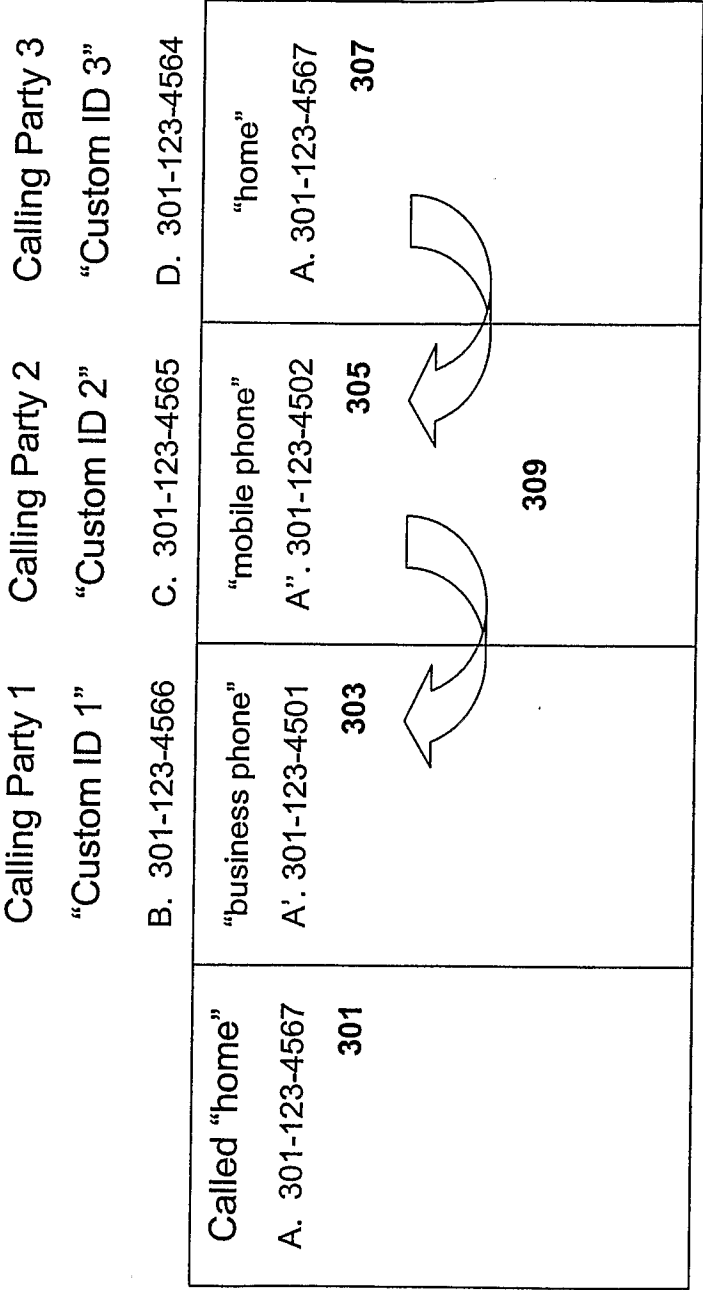 Calling Party 1 Calling Party 2 Calling Party 3
“Custom ID 1” “Custom ID 2” “Custom ID 3”
B. 301-123-4566 C. 301-123-4565 D. 301-123-4564
Called “home” “business phone” “mobile phone” “home”
A. 301-123-4567 A'. 301-123-4501 A”. 301-123-4502 A. 301-123-4567
301 303 305 307
309